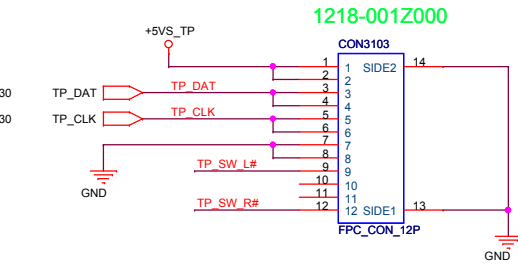 1218-001Z000
+5VS_TP
CON3103
1 1 SIDE2 14
2 2
30 TP_DAT TP_DAT 3 3
4 4
30 TP_CLK TP_CLK 5 5
6 6
7 7
8 8
TP_SW_L# 9 9
GND 10 10
11 11
TP_SW_R# 12 12 SIDE1 13
FPC_CON_12P
GND